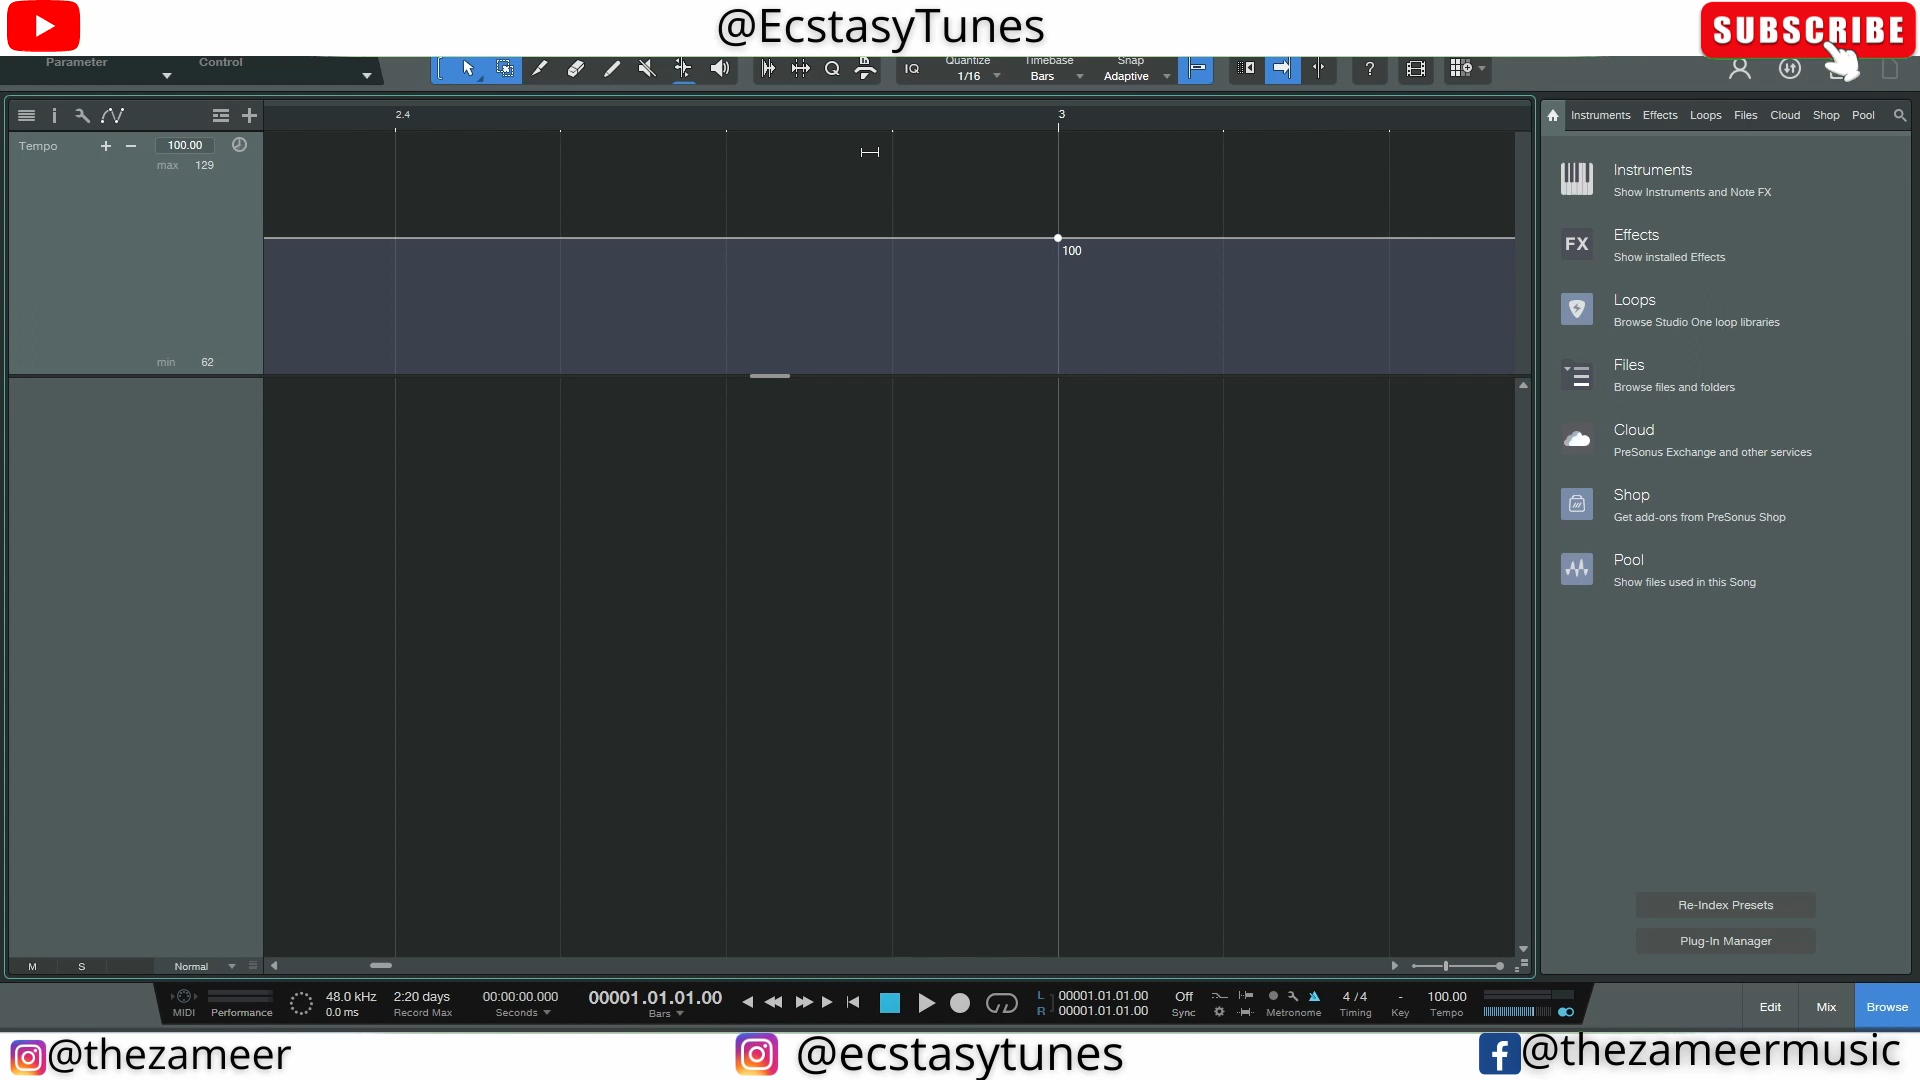 @EcstasyTunes
SUBSCRIBE
Parameter
Control
IQ
Quantize
1/16
Timebase
Bars
Snap
Adaptive
?
2.4
3
Instruments
Effects
Loops
Files
Cloud
Shop
Pool
Tempo
100.00
max 129
100
min 62
Instruments
Show Instruments and Note FX
FX
Effects
Show installed Effects
Loops
Browse Studio One loop libraries
Files
Browse files and folders
Cloud
PreSonus Exchange and other services
Shop
Get add-ons from PreSonus Shop
Pool
Show files used in this Song
Re-Index Presets
Plug-In Manager
M
S
Normal
MIDI
Performance
48.0 kHz
0.0 ms
2:20 days
Record Max
00:00:00.000
Seconds
00001.01.01.00
Bars
L 00001.01.01.00
R 00001.01.01.00
Off
Sync
Metronome
4 / 4
Timing
-
Key
100.00
Tempo
Edit
Mix
Browse
@thezameer
@ecstasytunes
@thezameermusic